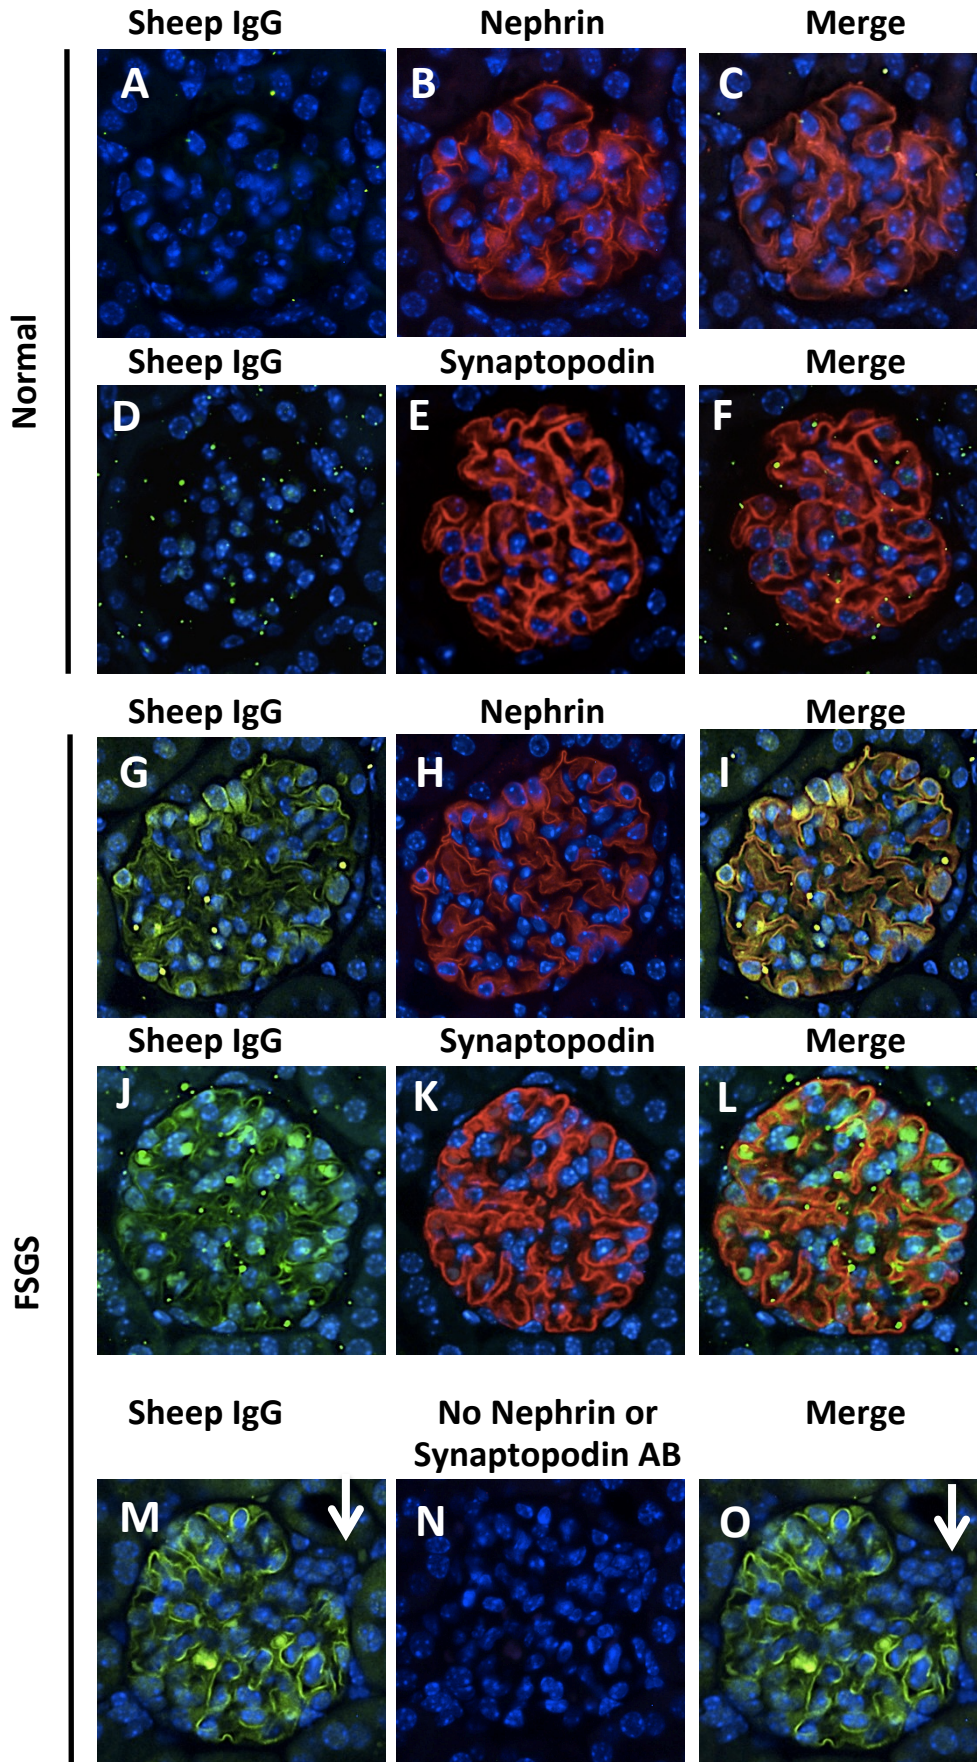 Sheep IgG Nephrin Merge
A B C
Normal
Sheep IgG Synaptopodin Merge
D E F
Sheep IgG Nephrin Merge
G H I
Sheep IgG Synaptopodin Merge
J K L
FSGS
Sheep IgG No Nephrin or Merge
Synaptopodin AB
M N O